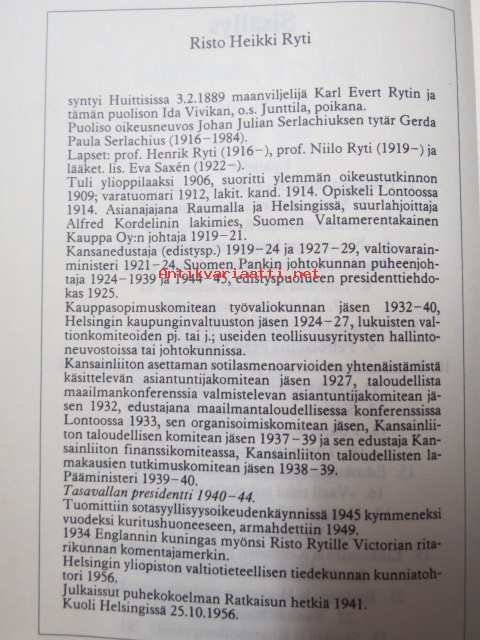 Risto Heikki Ryti
syntyi Huittisissa 3.2.1889 maanviljelijä Karl Evert Rytin ja
tämän puolison Ida Vivikan, o.s. Junttila, poikana.
Puoliso oikeusneuvos Johan Julian Serlachiuksen tytär Gerda
Paula Serlachius (1916-1984).
Lapset: prof. Henrik Ryti (1916-), prof. Niilo Ryti (1919-) ja
lääket. lis. Eva Saxén (1922-).
Tuli ylioppilaaksi 1906, suoritti ylemmän oikeustutkinnon
1909; varatuomari 1912, lakit. kand. 1914. Opiskeli Lontoossa
1914. Asianajajana Raumalla ja Helsingissä, suurlahjoittaja
Alfred Kordelinin lakimies, Suomen Valtamerentakainen
Kauppa Oy:n johtaja 1919-21.
Kansanedustaja (edistysp.) 1919-24 ja 1927-29, valtiovarain-
ministeri 1921-24, Suomen Pankin johtokunnan puheenjoh-
taja 1924-1939 ja 1944-45, edistyspuolueen presidenttiehdo-
kas 1925.
Antikvariaatti.net
Kauppasopimuskomitean työvaliokunnan jäsen 1932-40,
Helsingin kaupunginvaltuuston jäsen 1924-27, lukuisten val-
tionkomiteoiden pj. tai j.; useiden teollisuusyritysten hallinto-
neuvostoissa tai johtokunnissa.
Kansainliiton asettaman sotilasmenoarvioiden yhtenäistämistä
käsittelevän asiantuntijakomitean jäsen 1927, taloudellista
maailmankonferenssia valmistelevan asiantuntijakomitean jä-
sen 1932, edustajana maailmantaloudellisessa konferenssissa
Lontoossa 1933, sen organisoimiskomitean jäsen, Kansainlii-
ton taloudellisen komitean jäsen 1937-39 ja sen edustaja Kan-
sainliiton finanssikomiteassa, Kansainliiton taloudellisten la-
makausien tutkimuskomitean jäsen 1938-39.
Pääministeri 1939-40.
Tasavallan presidentti 1940-44.
Tuomittiin sotasyyllisyysoikeudenkäynnissä 1945 kymmeneksi
vuodeksi kuritushuoneeseen, armahdettiin 1949.
1934 Englannin kuningas myönsi Risto Rytille Victorian rita-
rikunnan komentajamerkin.
Helsingin yliopiston valtiotieteellisen tiedekunnan kunniatoh-
tori 1956.
Julkaissut puhekokoelman Ratkaisun hetkiä 1941.
Kuoli Helsingissä 25.10.1956.